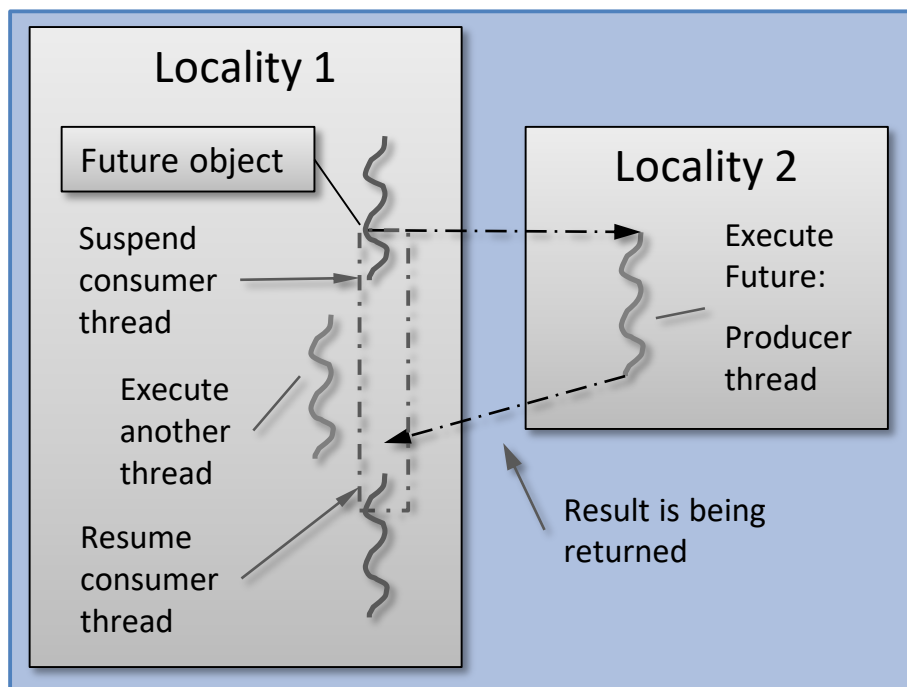 Locality 1
Future object
Suspend
consumer
thread
Execute
another
thread
Resume
consumer
thread
Locality 2
Execute
Future:
Producer
thread
Result is being
returned